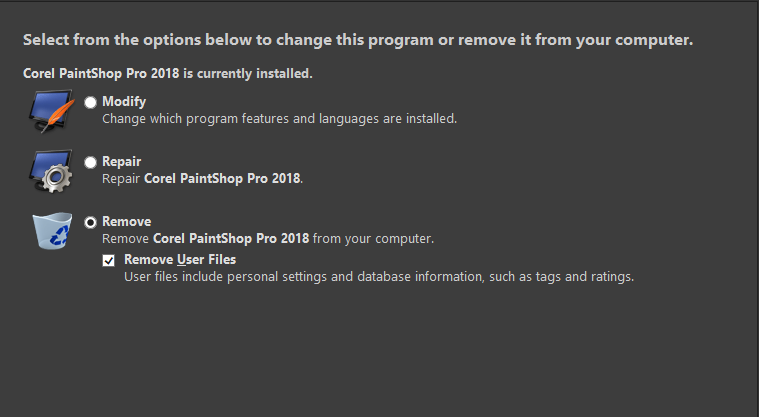 Select from the options below to change this program or remove it from your computer.
Corel PaintShop Pro 2018 is currently installed.
Modify
Change which program features and languages are installed.
Repair
Repair Corel PaintShop Pro 2018.
Remove
Remove Corel PaintShop Pro 2018 from your computer.
Remove User Files
User files include personal settings and database information, such as tags and ratings.